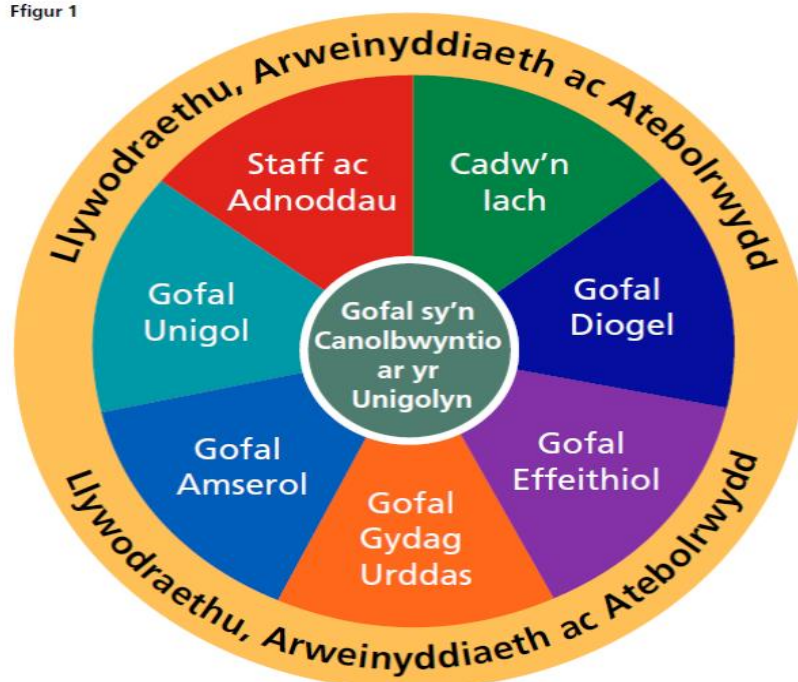 Ffigur 1
Llywodraethu, Arweinyddiaeth ac Atebolrwydd
Staff ac
Adnoddau
Cadw'n
Iach
Gofal
Unigol
Gofal
Diogel
Gofal sy'n
Canolbwyntio
ar yr
Unigolyn
Gofal
Amserol
Gofal
Effeithiol
Gofal
Gydag
Urddas
Llywodraethu, Arweinyddiaeth ac Atebolrwydd